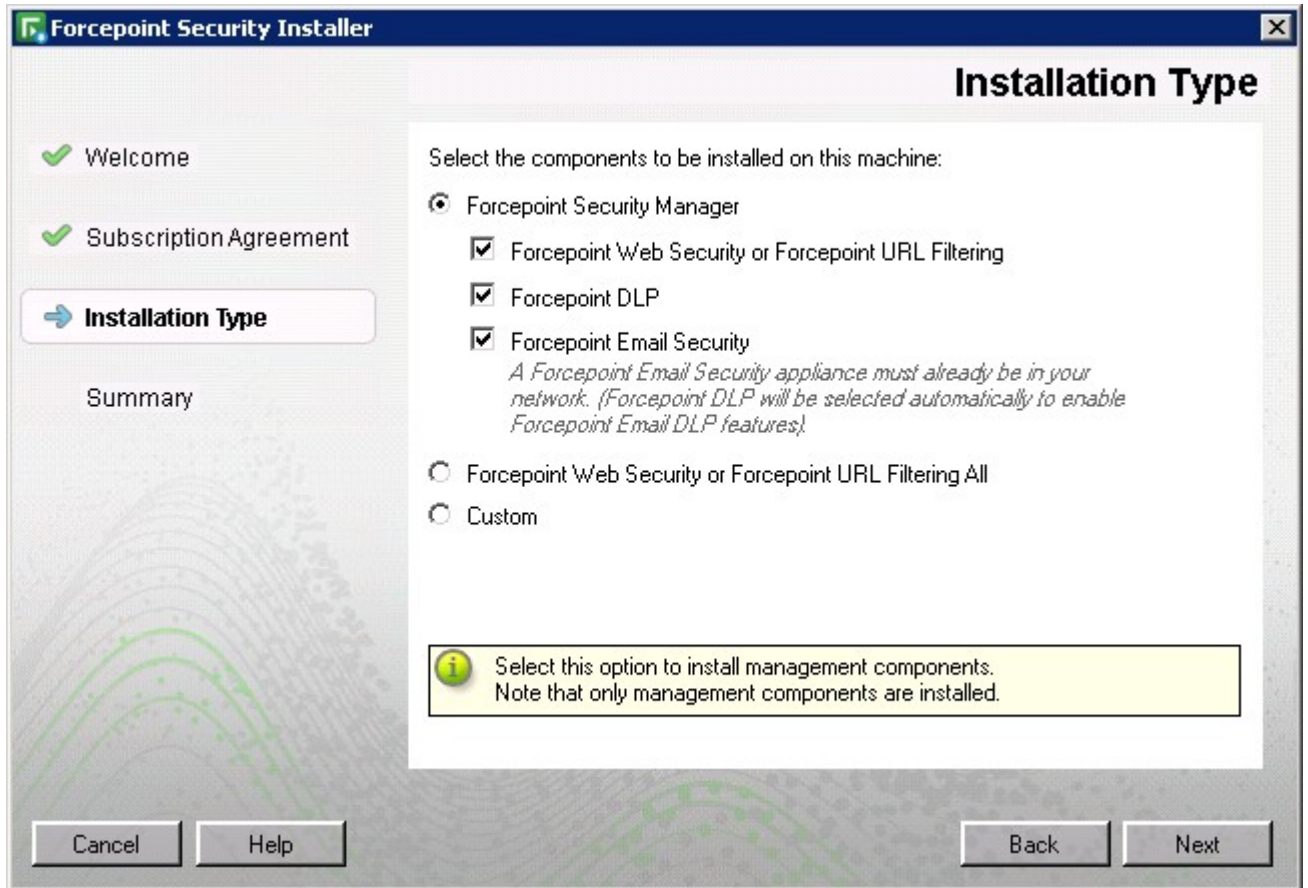 Forcepoint Security Installer
Installation Type
Welcome
Subscription Agreement
Installation Type
Summary
Select the components to be installed on this machine:
Forcepoint Security Manager
Forcepoint Web Security or Forcepoint URL Filtering
Forcepoint DLP
Forcepoint Email Security
A Forcepoint Email Security appliance must already be in your
network. (Forcepoint DLP will be selected automatically to enable
Forcepoint Email DLP features).
Forcepoint Web Security or Forcepoint URL Filtering All
Custom
Select this option to install management components.
Note that only management components are installed.
Cancel
Help
Back
Next